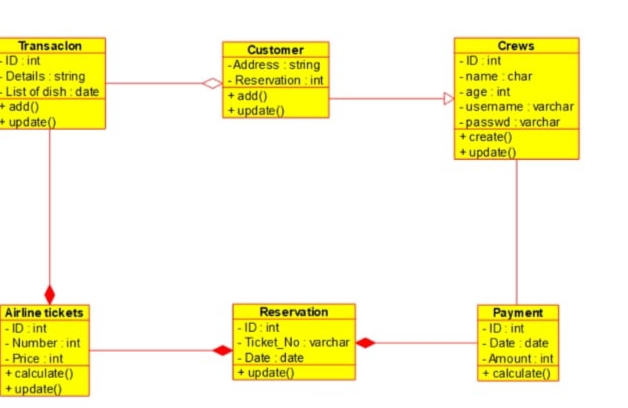 Transacion
- ID : int
- Details : string
- List of dish : date
+ add()
+ update()
Customer
- Address : string
- Reservation : int
+ add()
+ update()
Crews
- ID : int
- name : char
- age : int
- username : varchar
- passwd : varchar
+ create()
+ update()
Airline tickets
- ID : int
- Number : int
- Price : int
+ calculate()
+ update()
Reservation
- ID : int
- Ticket_No : varchar
- Date : date
+ update()
Payment
- ID : int
- Date : date
- Amount : int
+ calculate()